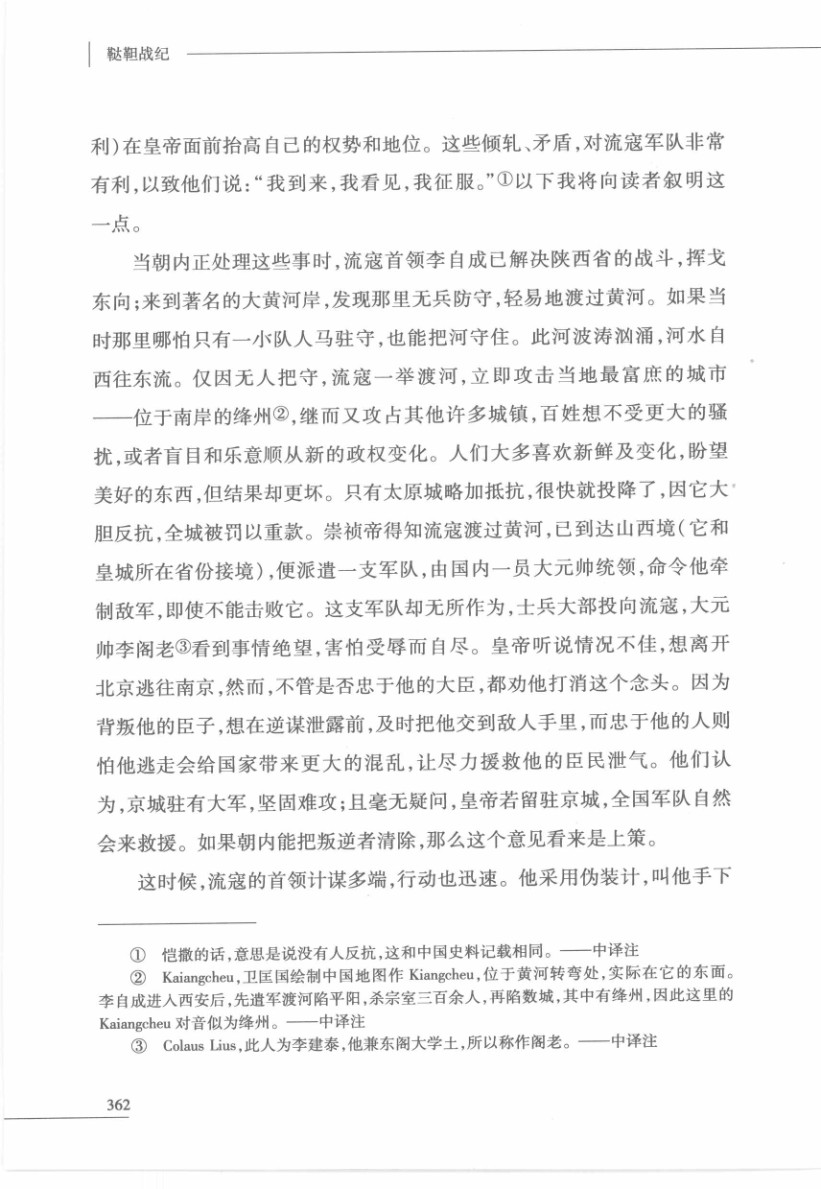 鞑靼战纪
利)在皇帝面前抬高自己的权势和地位。这些倾轧、矛盾,对流寇军队非常
有利,以致他们说:“我到来,我看见,我征服。”①以下我将向读者叙明这
一点。
当朝内正处理这些事时,流寇首领李自成已解决陕西省的战斗,挥戈
东向;来到著名的大黄河岸,发现那里无兵防守,轻易地渡过黄河。如果当
时那里哪怕只有一小队人马驻守,也能把河守住。此河波涛汹涌,河水自
西往东流。仅因无人把守,流寇一举渡河,立即攻击当地最富庶的城市
——位于南岸的绛州②,继而又攻占其他许多城镇,百姓想不受更大的骚
扰,或者盲目和乐意顺从新的政权变化。人们大多喜欢新鲜及变化,盼望
美好的东西,但结果却更坏。只有太原城略加抵抗,很快就投降了,因它大
胆反抗,全城被罚以重款。崇祯帝得知流寇渡过黄河,已到达山西境(它和
皇城所在省份接境),便派遣一支军队,由国内一员大元帅统领,命令他牵
制敌军,即使不能击败它。这支军队却无所作为,士兵大部投向流寇,大元
帅李阁老③看到事情绝望,害怕受辱而自尽。皇帝听说情况不佳,想离开
北京逃往南京,然而,不管是否忠于他的大臣,都劝他打消这个念头。因为
背叛他的臣子,想在逆谋泄露前,及时把他交到敌人手里,而忠于他的人则
怕他逃走会给国家带来更大的混乱,让尽力援救他的臣民泄气。他们认
为,京城驻有大军,坚固难攻;且毫无疑问,皇帝若留驻京城,全国军队自然
会来救援。如果朝内能把叛逆者清除,那么这个意见看来是上策。
这时候,流寇的首领计谋多端,行动也迅速。他采用伪装计,叫他手下
① 恺撒的话,意思是说没有人反抗,这和中国史料记载相同。——中译注
② Kaiangcheu,卫匡国绘制中国地图作 Kiangcheu,位于黄河转弯处,实际在它的东面。
李自成进入西安后,先遣军渡河陷平阳,杀宗室三百余人,再陷数城,其中有绛州,因此这里的
Kaiangcheu 对音似为绛州。——中译注
③ Colaus Lius,此人为李建泰,他兼东阁大学士,所以称作阁老。——中译注
362